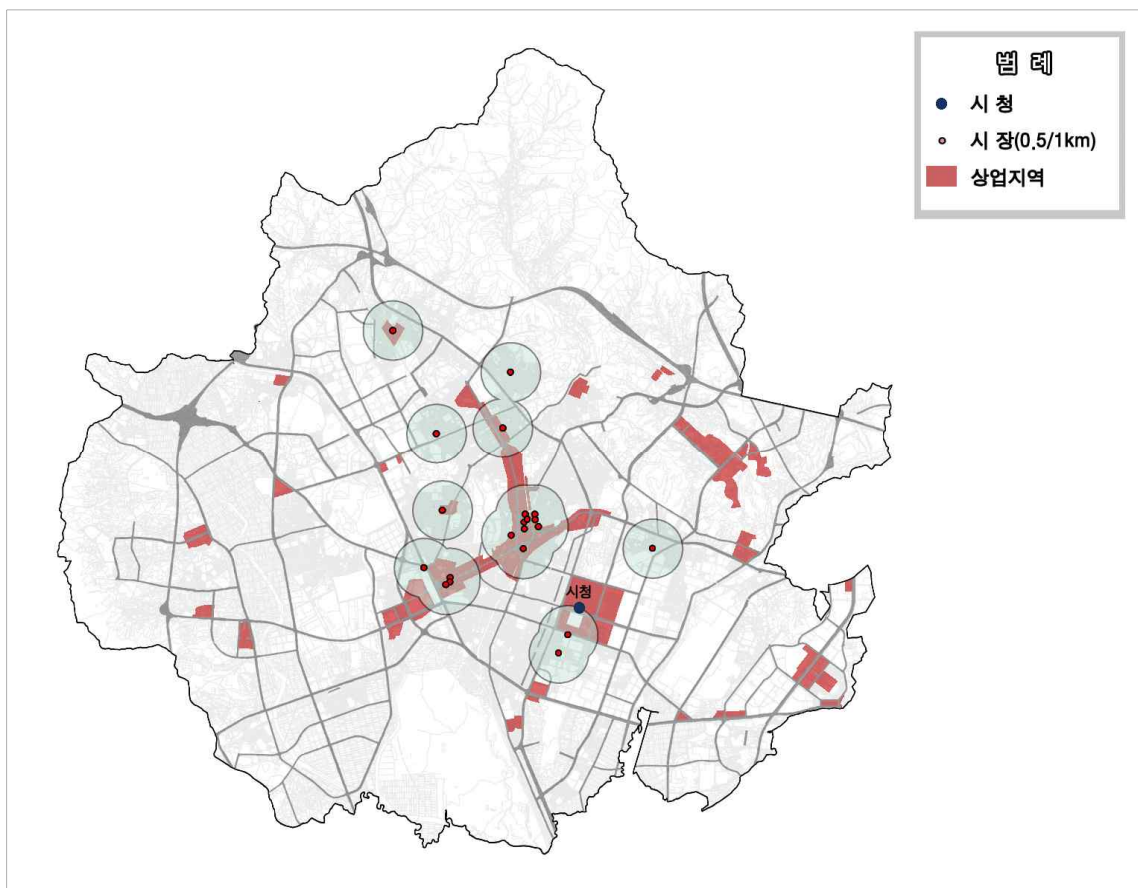 범 례
시 청
시 장(0.5/1km)
상업지역
시청